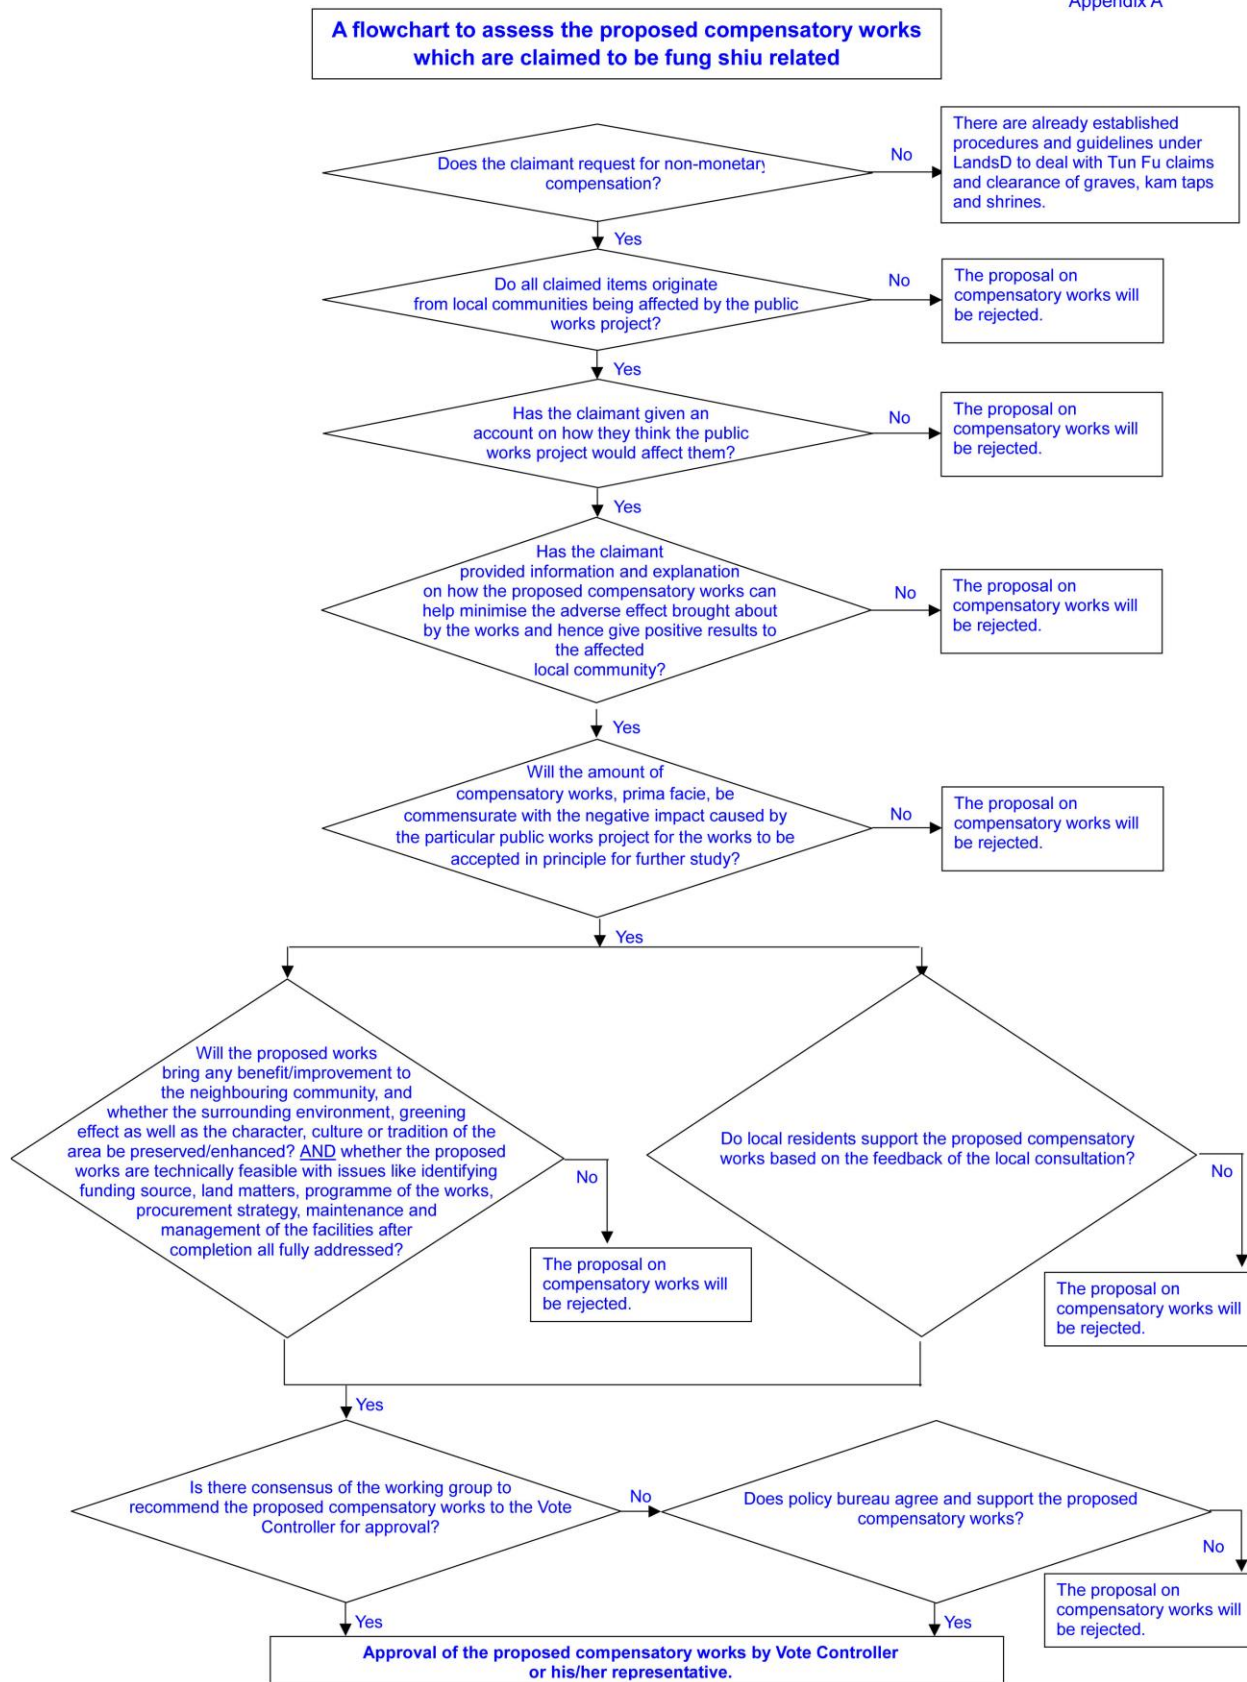 Appendix A
A flowchart to assess the proposed compensatory works
which are claimed to be fung shiu related
Does the claimant request for non-monetary
compensation?
No
There are already established
procedures and guidelines under
LandsD to deal with Tun Fu claims
and clearance of graves, kam taps
and shrines.
Yes
Do all claimed items originate
from local communities being affected by the public
works project?
No
The proposal on
compensatory works will
be rejected.
Yes
Has the claimant given an
account on how they think the public
works project would affect them?
No
The proposal on
compensatory works will
be rejected.
Yes
Has the claimant
provided information and explanation
on how the proposed compensatory works can
help minimise the adverse effect brought about
by the works and hence give positive results to
the affected
local community?
No
The proposal on
compensatory works will
be rejected.
Yes
Will the amount of
compensatory works, prima facie, be
commensurate with the negative impact caused by
the particular public works project for the works to be
accepted in principle for further study?
No
The proposal on
compensatory works will
be rejected.
Yes
Will the proposed works
bring any benefit/improvement to
the neighbouring community, and
whether the surrounding environment, greening
effect as well as the character, culture or tradition of the
area be preserved/enhanced? AND whether the proposed
works are technically feasible with issues like identifying
funding source, land matters, programme of the works,
procurement strategy, maintenance and
management of the facilities after
completion all fully addressed?
No
The proposal on
compensatory works will
be rejected.
Do local residents support the proposed compensatory
works based on the feedback of the local consultation?
No
The proposal on
compensatory works will
be rejected.
Yes
Is there consensus of the working group to
recommend the proposed compensatory works to the Vote
Controller for approval?
No
Does policy bureau agree and support the proposed
compensatory works?
No
The proposal on
compensatory works will
be rejected.
Yes
Yes
Approval of the proposed compensatory works by Vote Controller
or his/her representative.